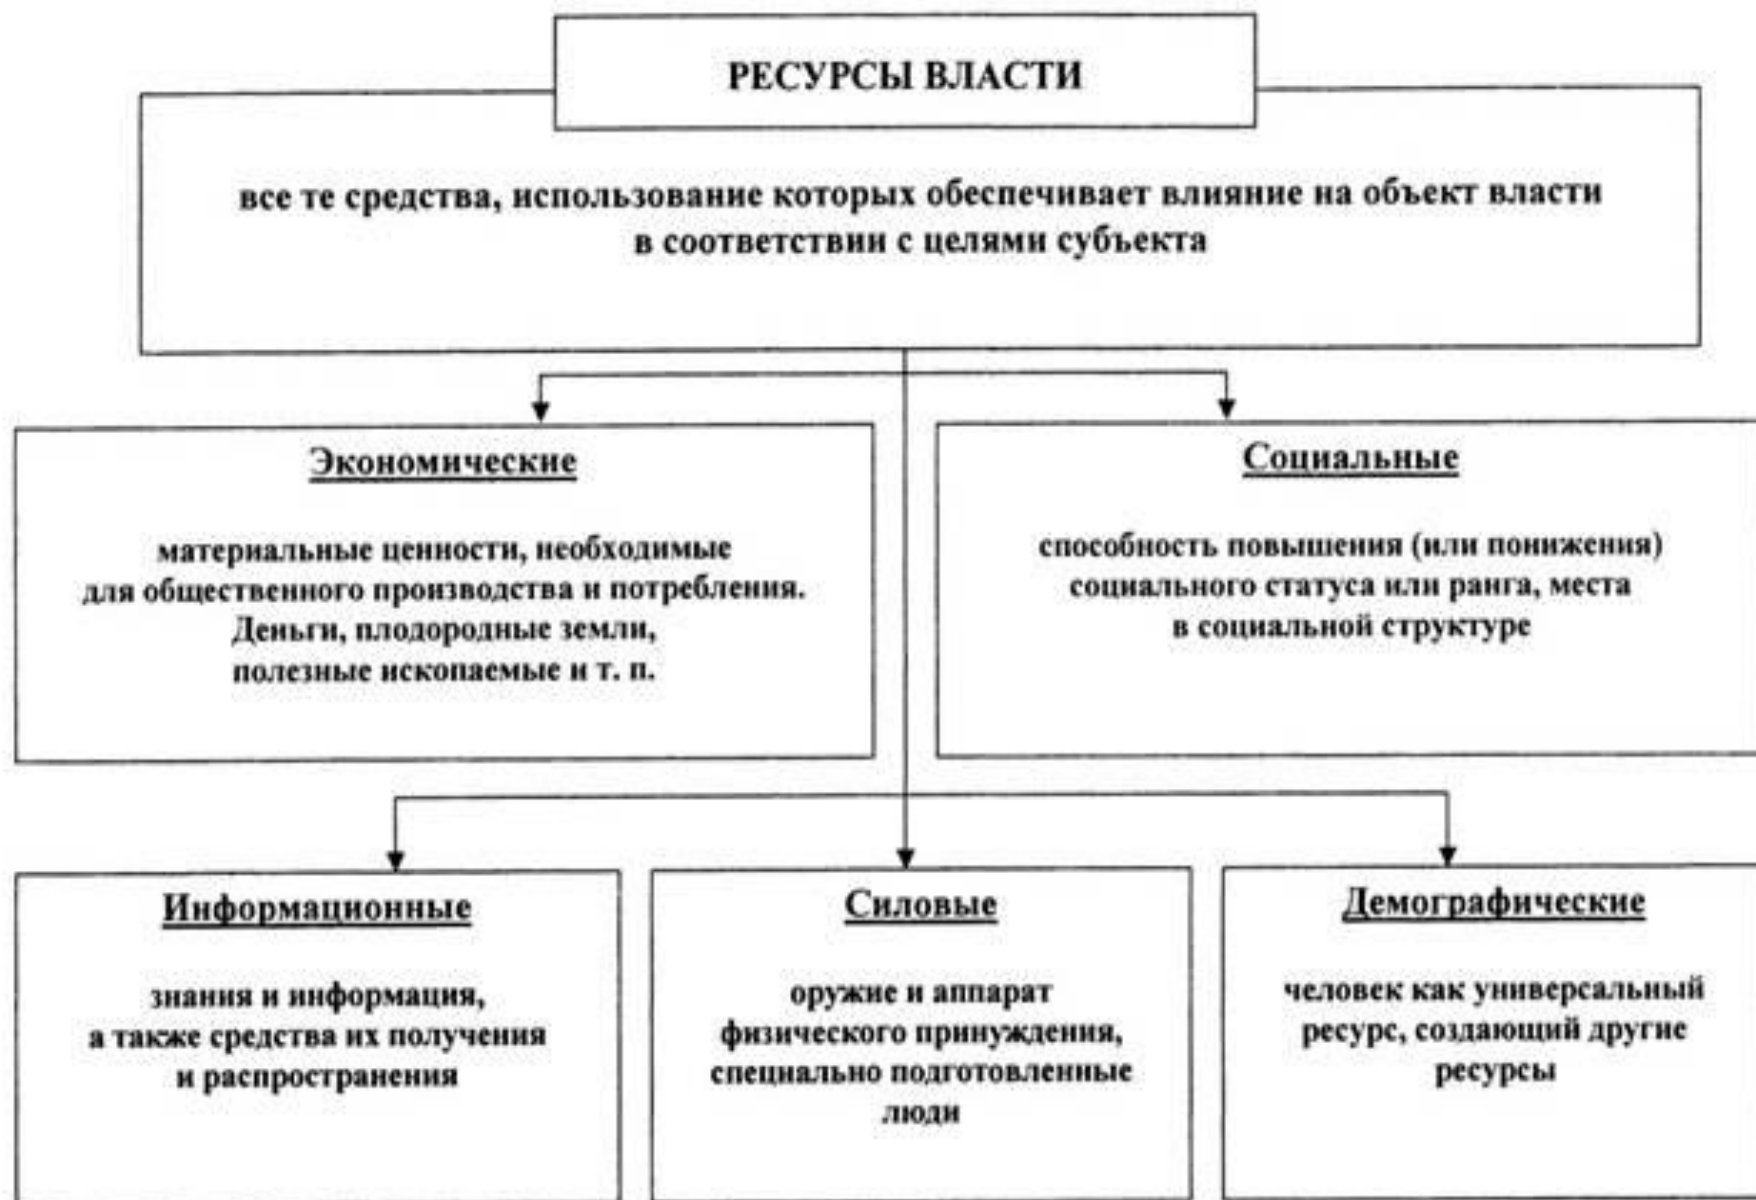 РЕСУРСЫ ВЛАСТИ
все те средства, использование которых обеспечивает влияние на объект власти
в соответствии с целями субъекта
Экономические
материальные ценности, необходимые
для общественного производства и потребления.
Деньги, плодородные земли,
полезные ископаемые и т. п.
Социальные
способность повышения (или понижения)
социального статуса или ранга, места
в социальной структуре
Информационные
знания и информация,
а также средства их получения
и распространения
Силовые
оружие и аппарат
физического принуждения,
специально подготовленные
люди
Демографические
человек как универсальный
ресурс, создающий другие
ресурсы